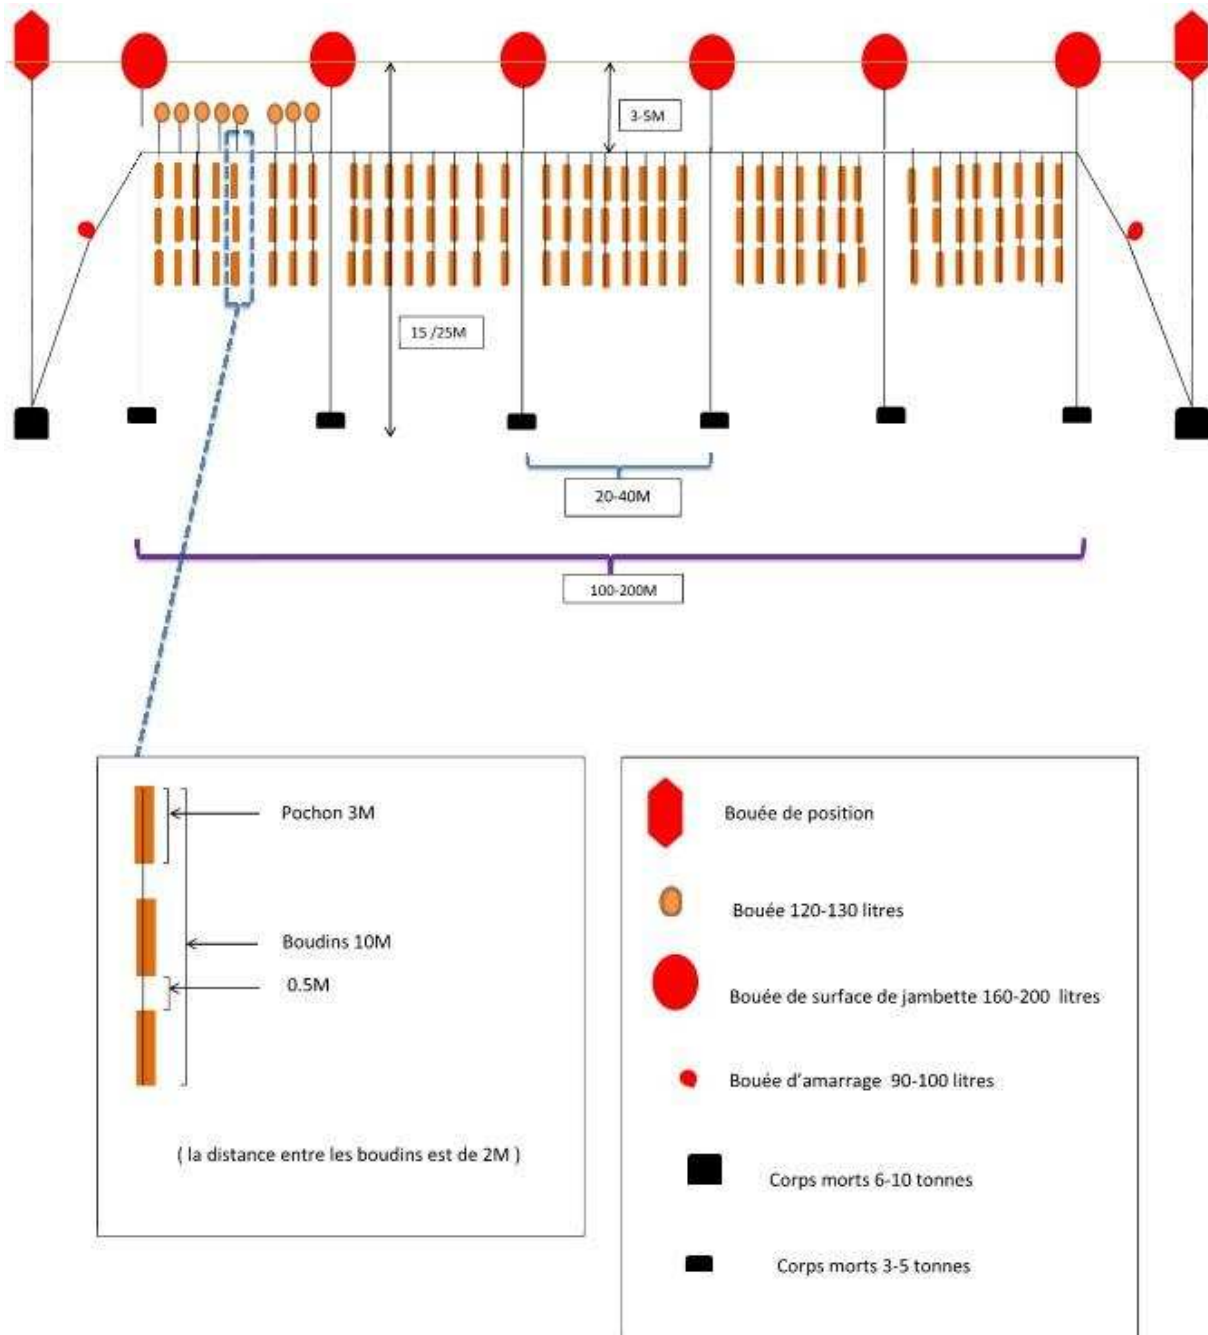 3-5M
15 /25M
20-40M
100-200M
Pochon 3M
Boudins 10M
0.5M
( la distance entre les boudins est de 2M )
Bouée de position
Bouée 120-130 litres
Bouée de surface de jambette 160-200 litres
Bouée d'amarrage 90-100 litres
Corps morts 6-10 tonnes
Corps morts 3-5 tonnes